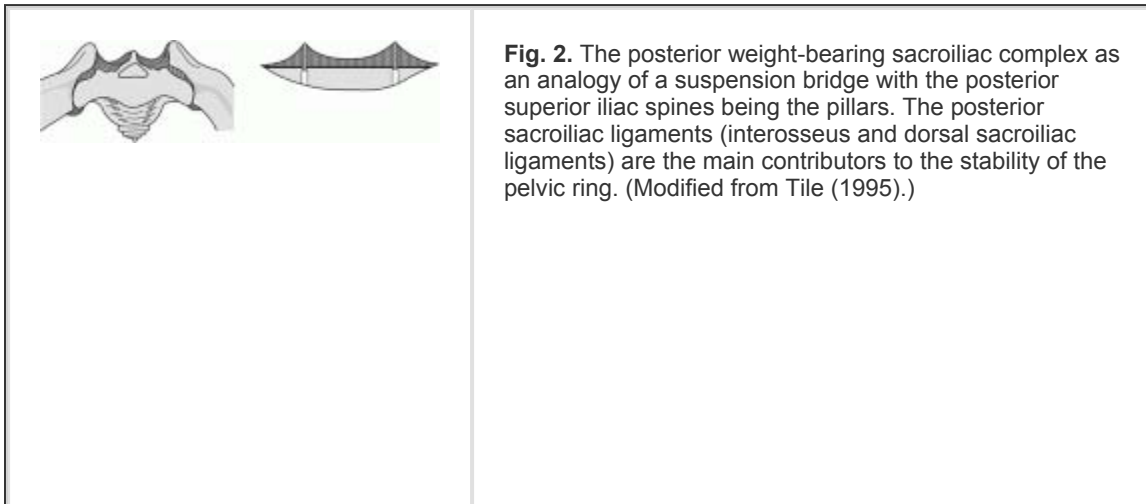 Fig. 2. The posterior weight-bearing sacroiliac complex as
an analogy of a suspension bridge with the posterior
superior iliac spines being the pillars. The posterior
sacroiliac ligaments (interosseus and dorsal sacroiliac
ligaments) are the main contributors to the stability of the
pelvic ring. (Modified from Tile (1995).)